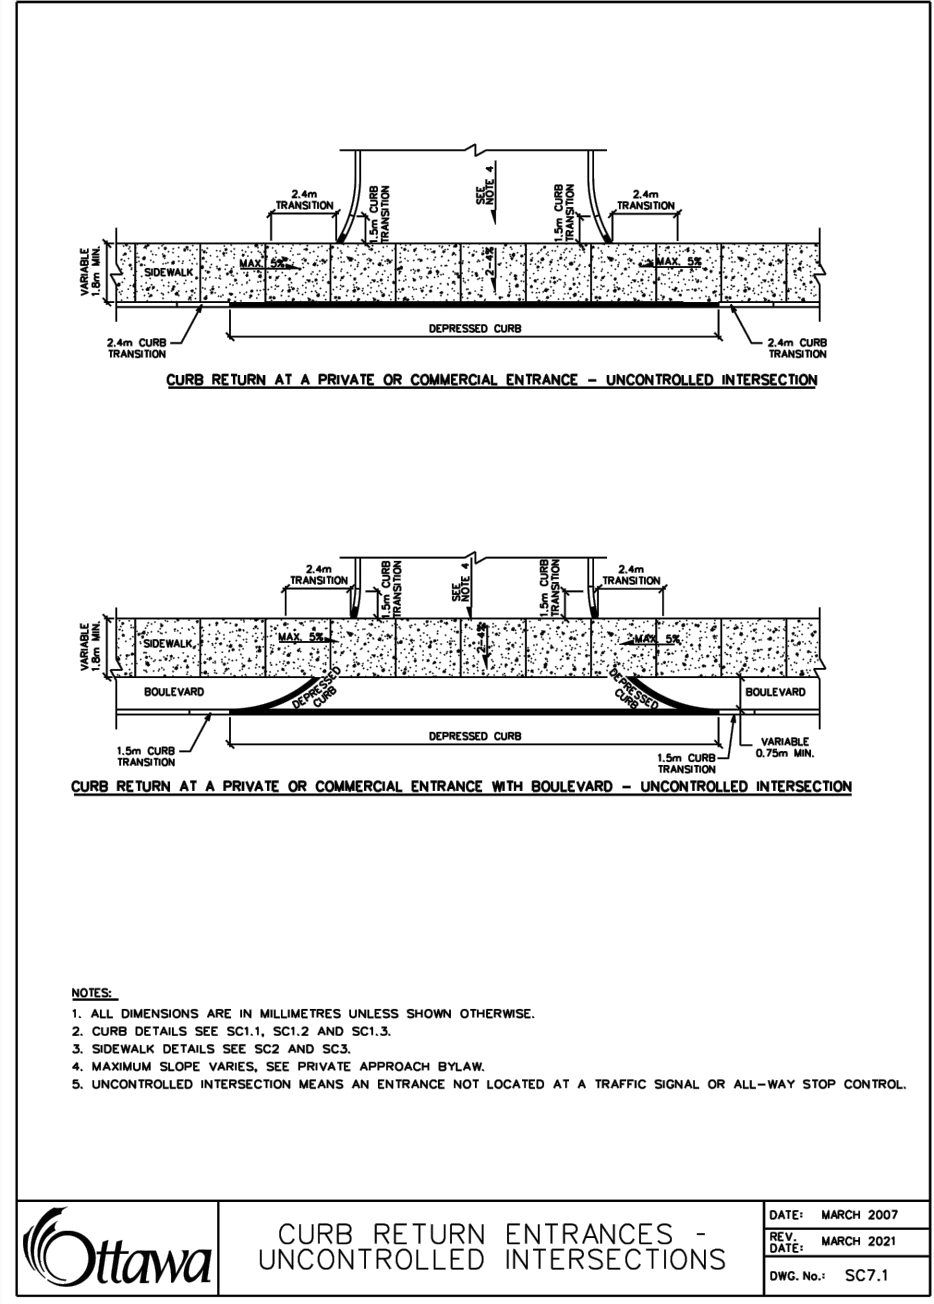 2.4m
TRANSITION
1.5m CURB
TRANSITION
SEE
NOTE 4
1.5m CURB
TRANSITION
2.4m
TRANSITION
VARIABLE
1.8m MIN.
SIDEWALK
MAX. 5%
2-4%
MAX. 5%
2.4m CURB
TRANSITION
DEPRESSED CURB
2.4m CURB
TRANSITION
CURB RETURN AT A PRIVATE OR COMMERCIAL ENTRANCE – UNCONTROLLED INTERSECTION
2.4m
TRANSITION
1.5m CURB
TRANSITION
SEE
NOTE 4
1.5m CURB
TRANSITION
2.4m
TRANSITION
VARIABLE
1.8m MIN.
SIDEWALK
MAX. 5%
2-4%
MAX. 5%
BOULEVARD
DEPRESSED
CURB
DEPRESSED
CURB
BOULEVARD
1.5m CURB
TRANSITION
DEPRESSED CURB
1.5m CURB
TRANSITION
VARIABLE
0.75m MIN.
CURB RETURN AT A PRIVATE OR COMMERCIAL ENTRANCE WITH BOULEVARD – UNCONTROLLED INTERSECTION
NOTES:
1. ALL DIMENSIONS ARE IN MILLIMETRES UNLESS SHOWN OTHERWISE.
2. CURB DETAILS SEE SC1.1, SC1.2 AND SC1.3.
3. SIDEWALK DETAILS SEE SC2 AND SC3.
4. MAXIMUM SLOPE VARIES, SEE PRIVATE APPROACH BYLAW.
5. UNCONTROLLED INTERSECTION MEANS AN ENTRANCE NOT LOCATED AT A TRAFFIC SIGNAL OR ALL–WAY STOP CONTROL.
Ottawa
CURB RETURN ENTRANCES -
UNCONTROLLED INTERSECTIONS
DATE: MARCH 2007
REV. DATE: MARCH 2021
DWG. No.: SC7.1